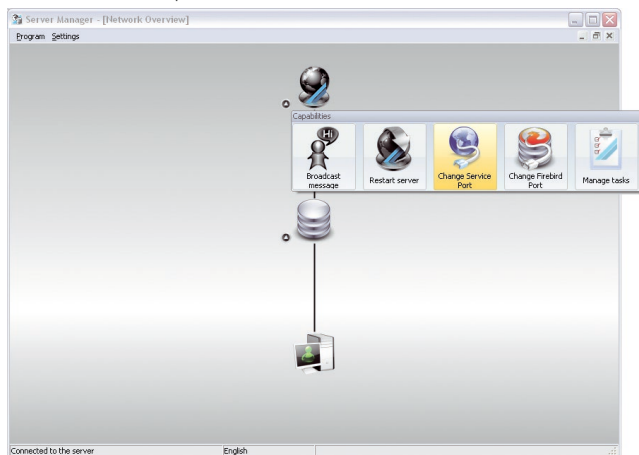 Server Manager - [Network Overview]
Program Settings
Capabilities
Hi
Broadcast
message
Restart server
Change Service
Port
Change Firebird
Port
Manage tasks
Connected to the server
English